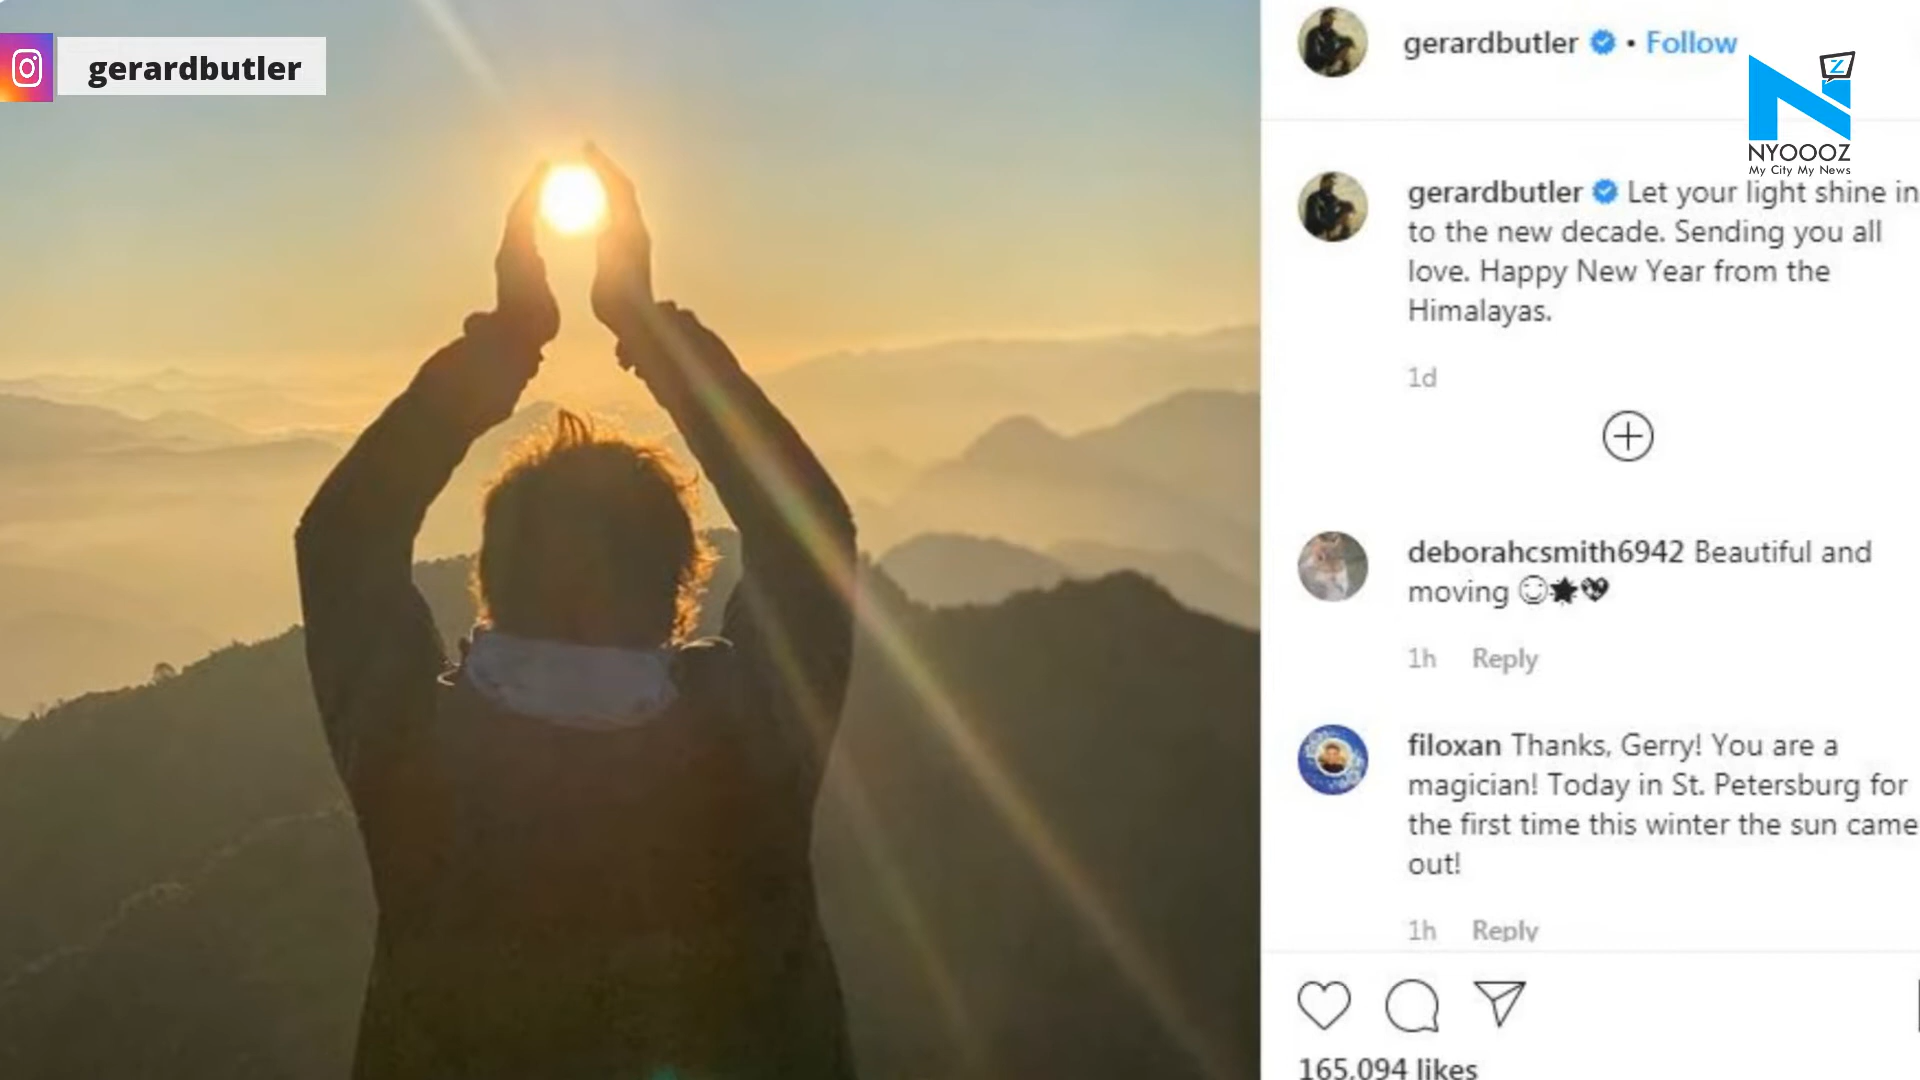 gerardbutler
gerardbutler • Follow
NYOOOZ
My City My News
gerardbutler Let your light shine in
to the new decade. Sending you all
love. Happy New Year from the
Himalayas.
1d
deborahcsmith6942 Beautiful and
moving
1h Reply
filoxan Thanks, Gerry! You are a
magician! Today in St. Petersburg for
the first time this winter the sun came
out!
1h Reply
165,094 likes